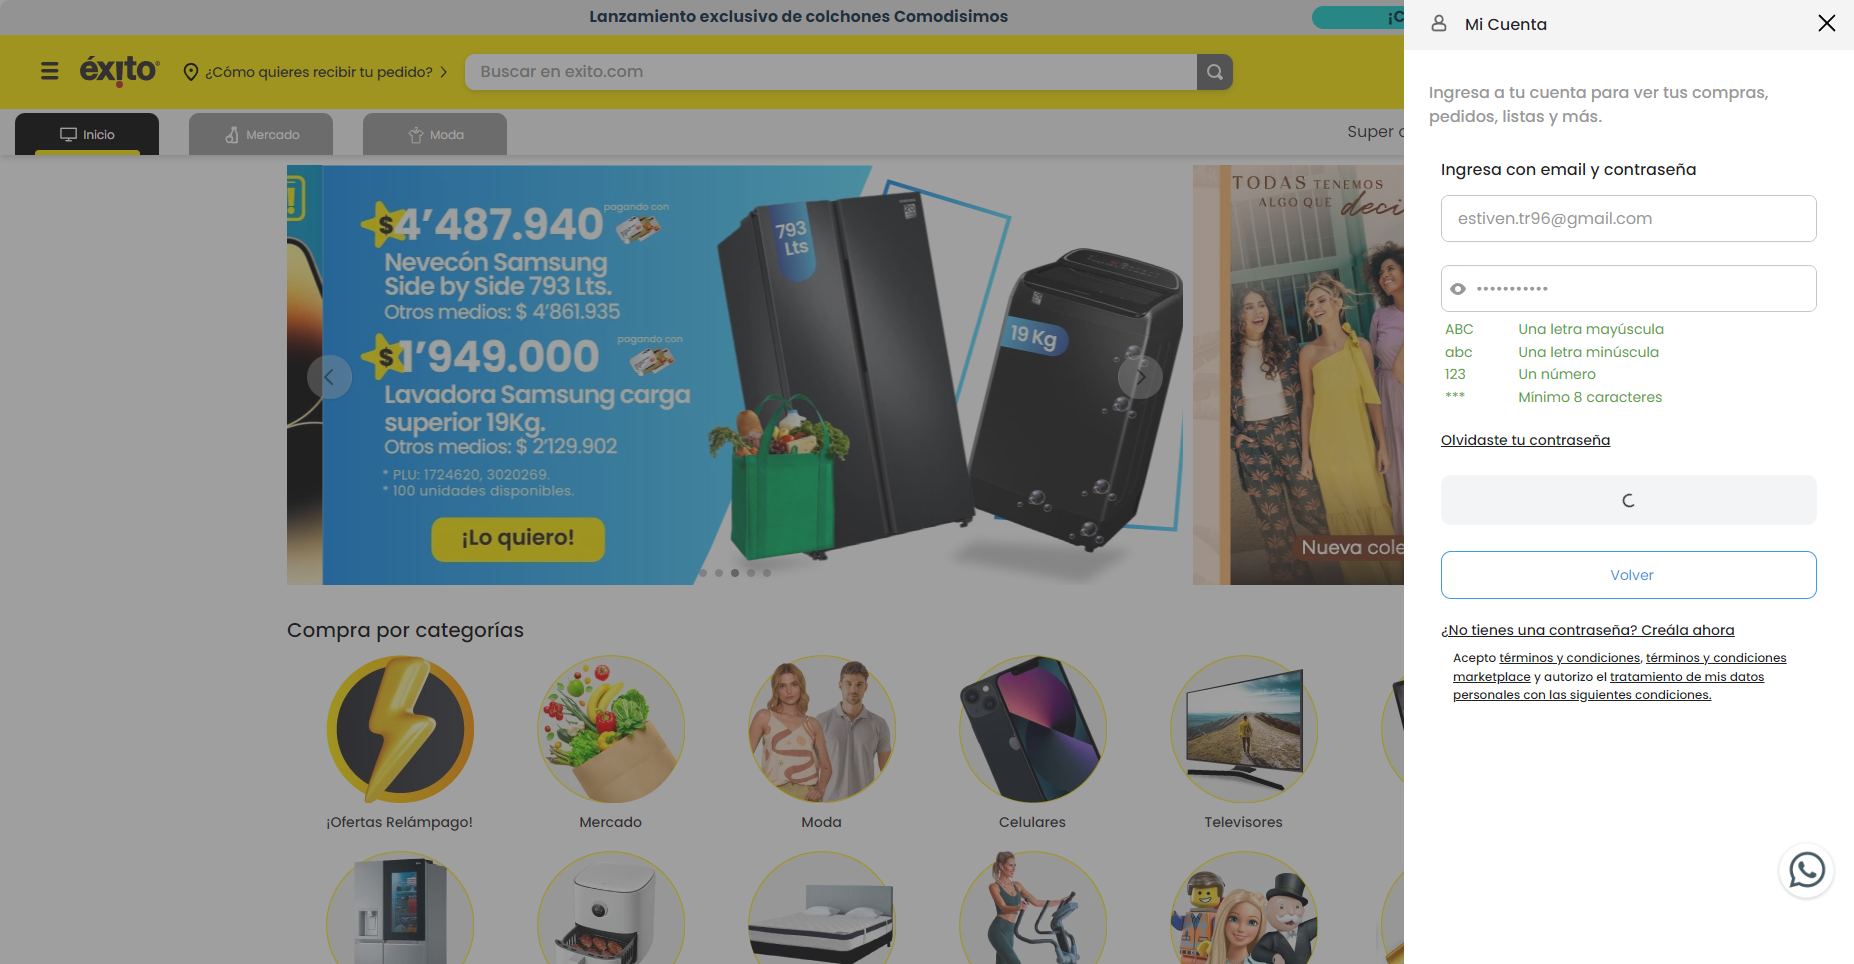 Lanzamiento exclusivo de colchones Comodisimos
éxito
¿Cómo quieres recibir tu pedido?
Buscar en exito.com
Inicio
Mercado
Moda
$4'487.940
pagando con
Nevecón Samsung
Side by Side 793 Lts.
Otros medios: $ 4'861.935
$1'949.000
pagando con
Lavadora Samsung carga
superior 19Kg.
Otros medios: $ 2'129.902
* PLU: 1724620, 3020269.
* 100 unidades disponibles.
¡Lo quiero!
793
Lts
19 Kg
TODAS TENEMOS
ALGO QUE
Compra por categorías
¡Ofertas Relámpago!
Mercado
Moda
Celulares
Televisores
Super
Nueva
Mi Cuenta
Ingresa a tu cuenta para ver tus compras,
pedidos, listas y más.
Ingresa con email y contraseña
estiven.tr96@gmail.com
•••••••••••
ABC Una letra mayúscula
abc Una letra minúscula
123 Un número
*** Mínimo 8 caracteres
Olvidaste tu contraseña
Volver
¿No tienes una contraseña? Creála ahora
Acepto términos y condiciones, términos y condiciones
marketplace y autorizo el tratamiento de mis datos
personales con las siguientes condiciones.